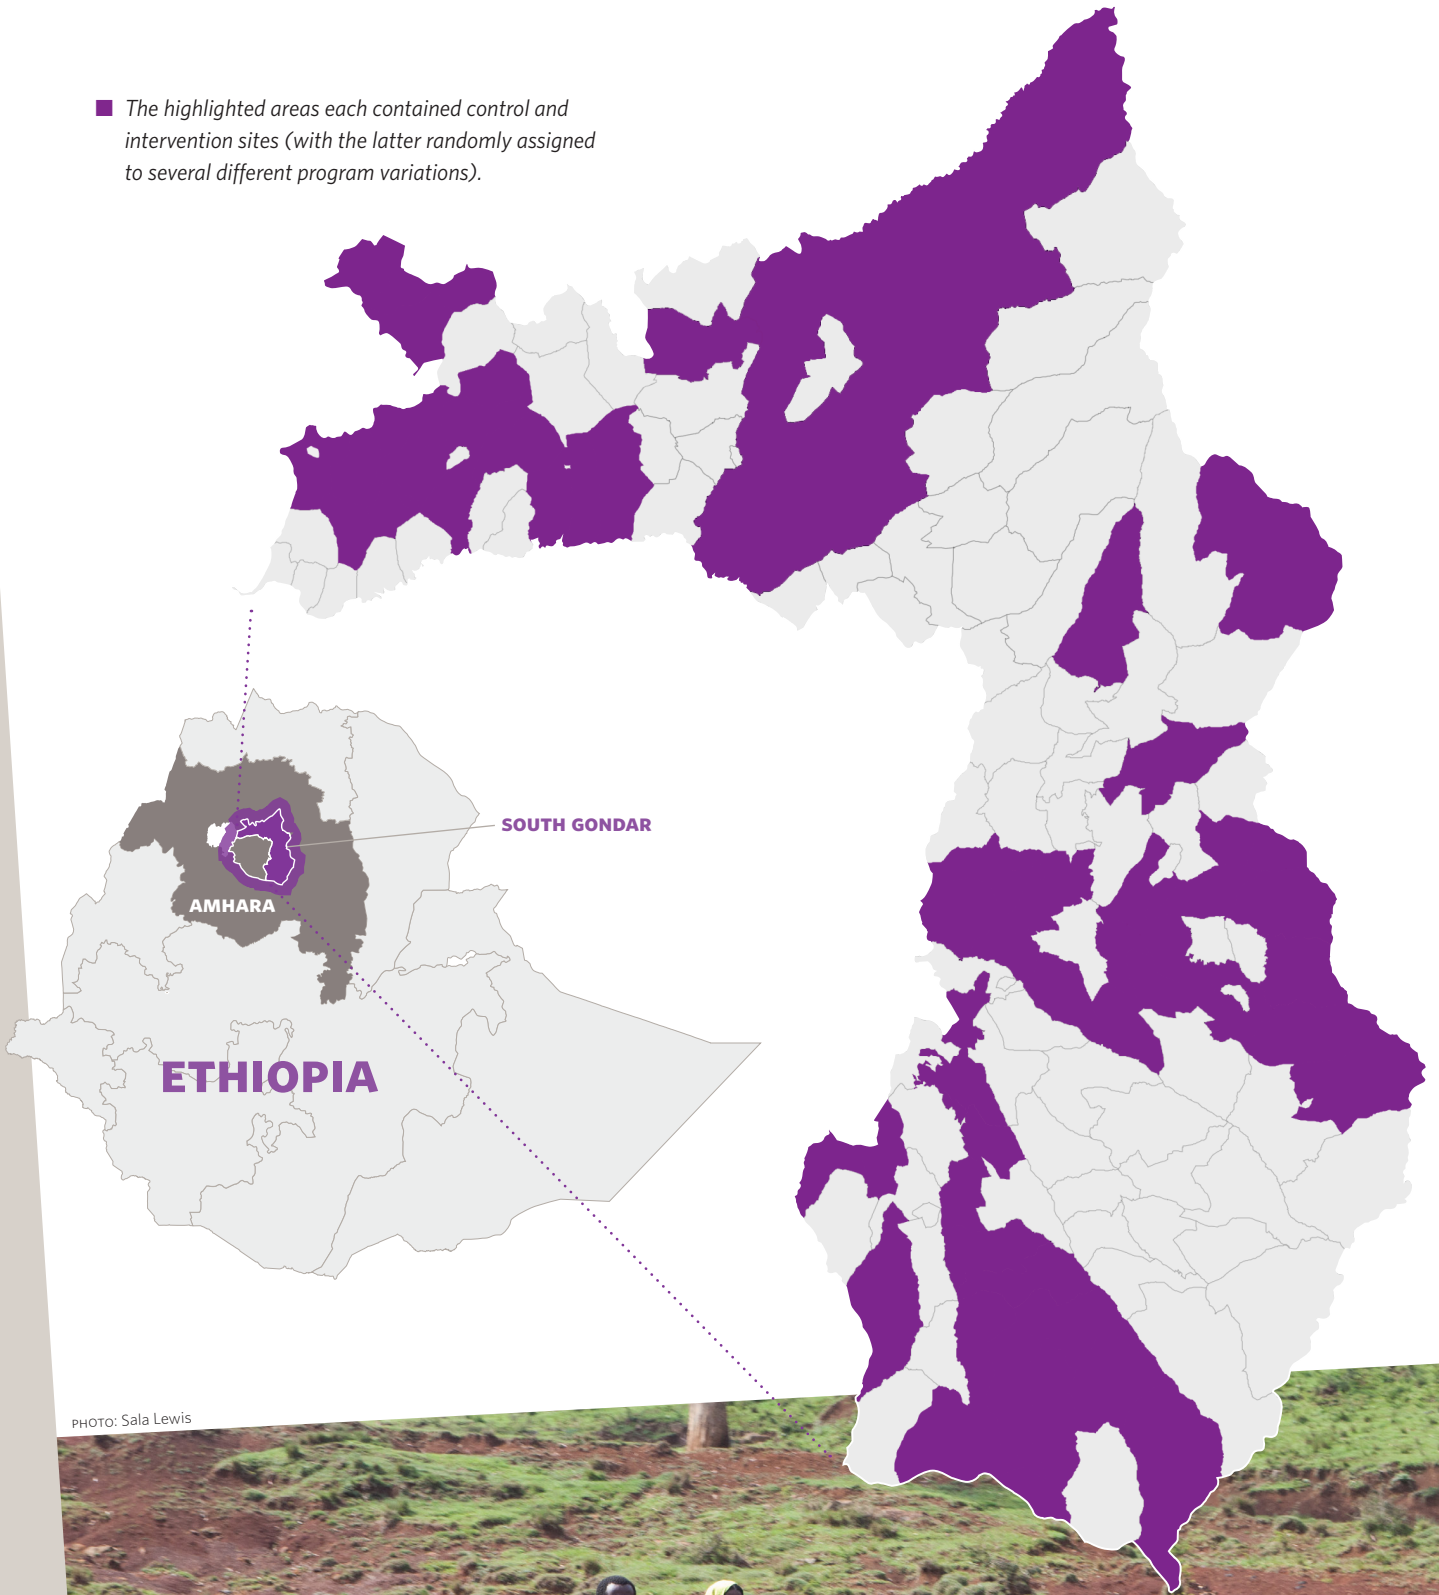 The highlighted areas each contained control and
intervention sites (with the latter randomly assigned
to several different program variations).
SOUTH GONDAR
AMHARA
ETHIOPIA
PHOTO: Sala Lewis